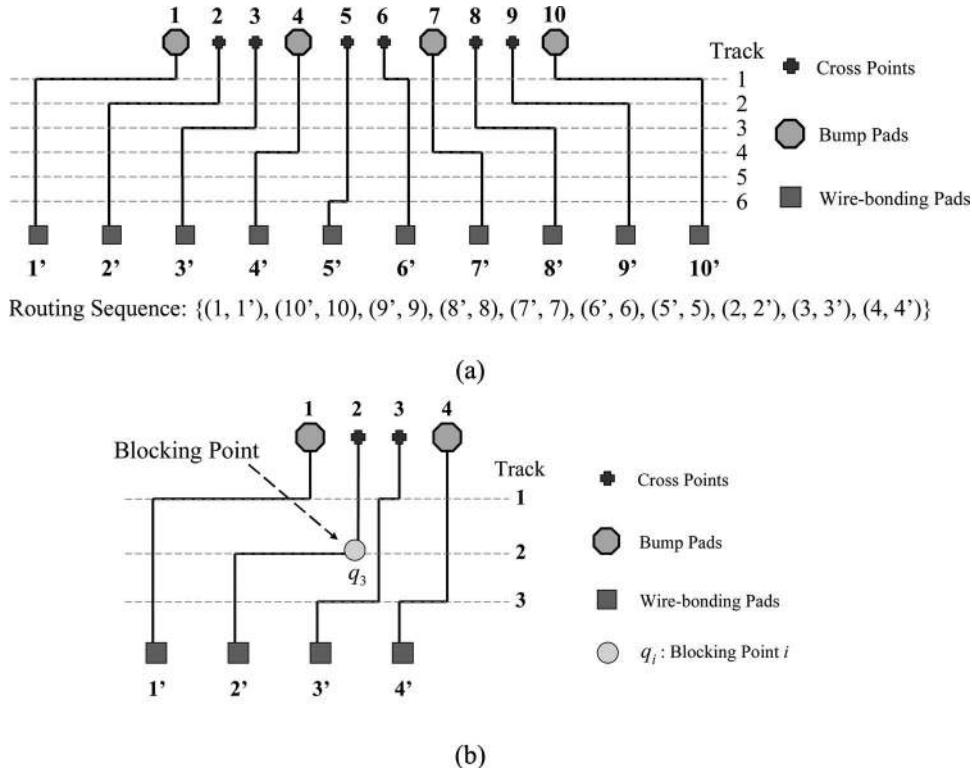 1 2 3 4 5 6 7 8 9 10
Track
1
2
3
4
5
6
Cross Points
Bump Pads
Wire-bonding Pads
1’ 2’ 3’ 4’ 5’ 6’ 7’ 8’ 9’ 10’
Routing Sequence: {(1, 1’), (10’, 10), (9’, 9), (8’, 8), (7’, 7), (6’, 6), (5’, 5), (2, 2’), (3, 3’), (4, 4’)}
(a)
1 2 3 4
Blocking Point
Track
1
2
3
q3
Cross Points
Bump Pads
Wire-bonding Pads
qi : Blocking Point i
1’ 2’ 3’ 4’
(b)